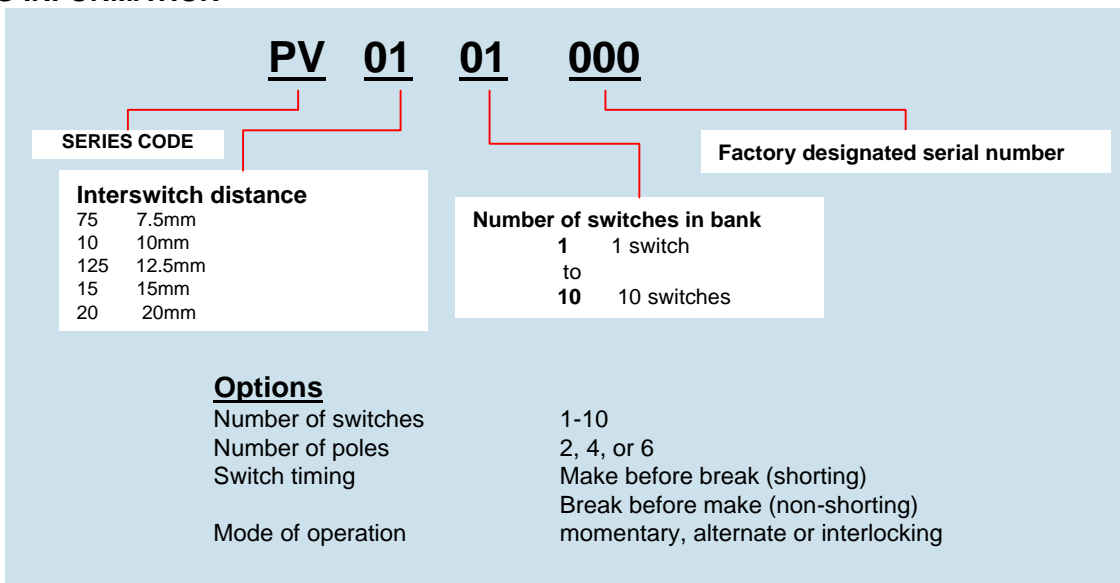 PV 01 01 000
SERIES CODE
Factory designated serial number
Interswitch distance
75 7.5mm
10 10mm
125 12.5mm
15 15mm
20 20mm
Number of switches in bank
1 1 switch
to
10 10 switches
Options
Number of switches 1-10
Number of poles 2, 4, or 6
Switch timing Make before break (shorting)
Break before make (non-shorting)
Mode of operation momentary, alternate or interlocking